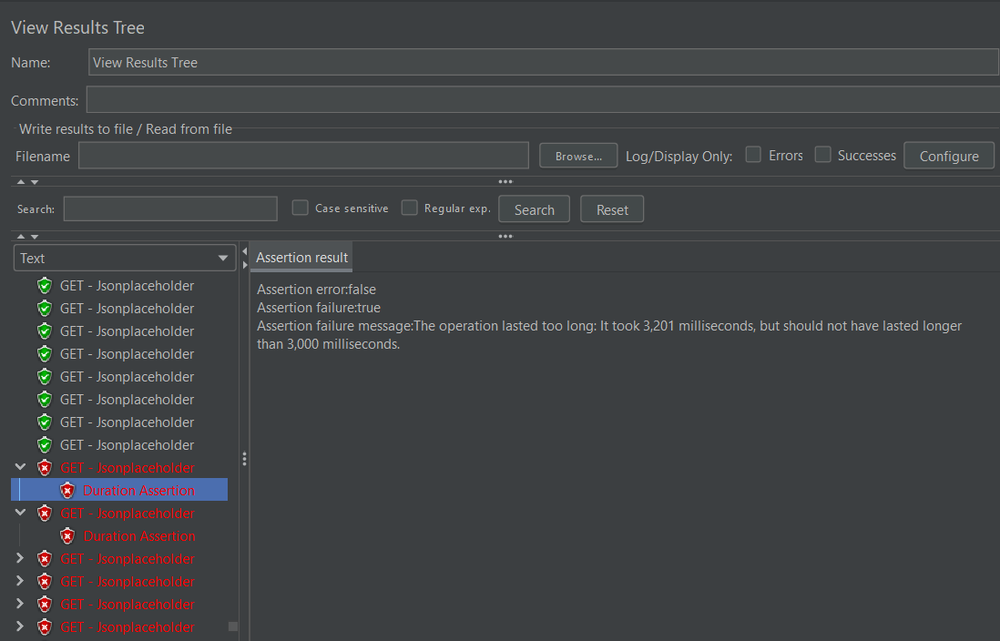 View Results Tree
Name: View Results Tree
Comments:
Write results to file / Read from file
Filename Browse... Log/Display Only: Errors Successes Configure
Search: Case sensitive Regular exp. Search Reset
Text
Assertion result
GET - Jsonplaceholder
GET - Jsonplaceholder
GET - Jsonplaceholder
GET - Jsonplaceholder
GET - Jsonplaceholder
GET - Jsonplaceholder
GET - Jsonplaceholder
GET - Jsonplaceholder
GET - Jsonplaceholder
Duration Assertion
GET - Jsonplaceholder
Duration Assertion
GET - Jsonplaceholder
GET - Jsonplaceholder
GET - Jsonplaceholder
GET - Jsonplaceholder
Assertion error:false
Assertion failure:true
Assertion failure message:The operation lasted too long: It took 3,201 milliseconds, but should not have lasted longer
than 3,000 milliseconds.